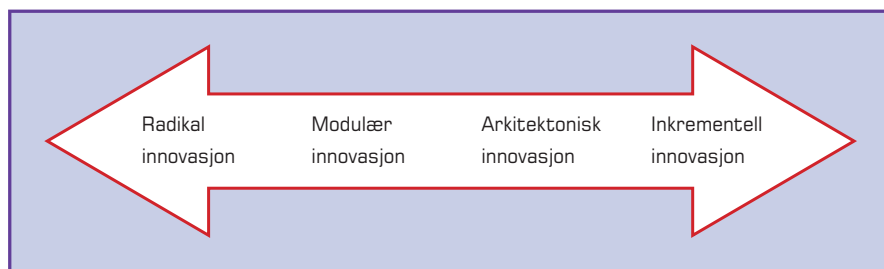 Radikal innovasjon
Modulær innovasjon
Arkitektonisk innovasjon
Inkrementell innovasjon